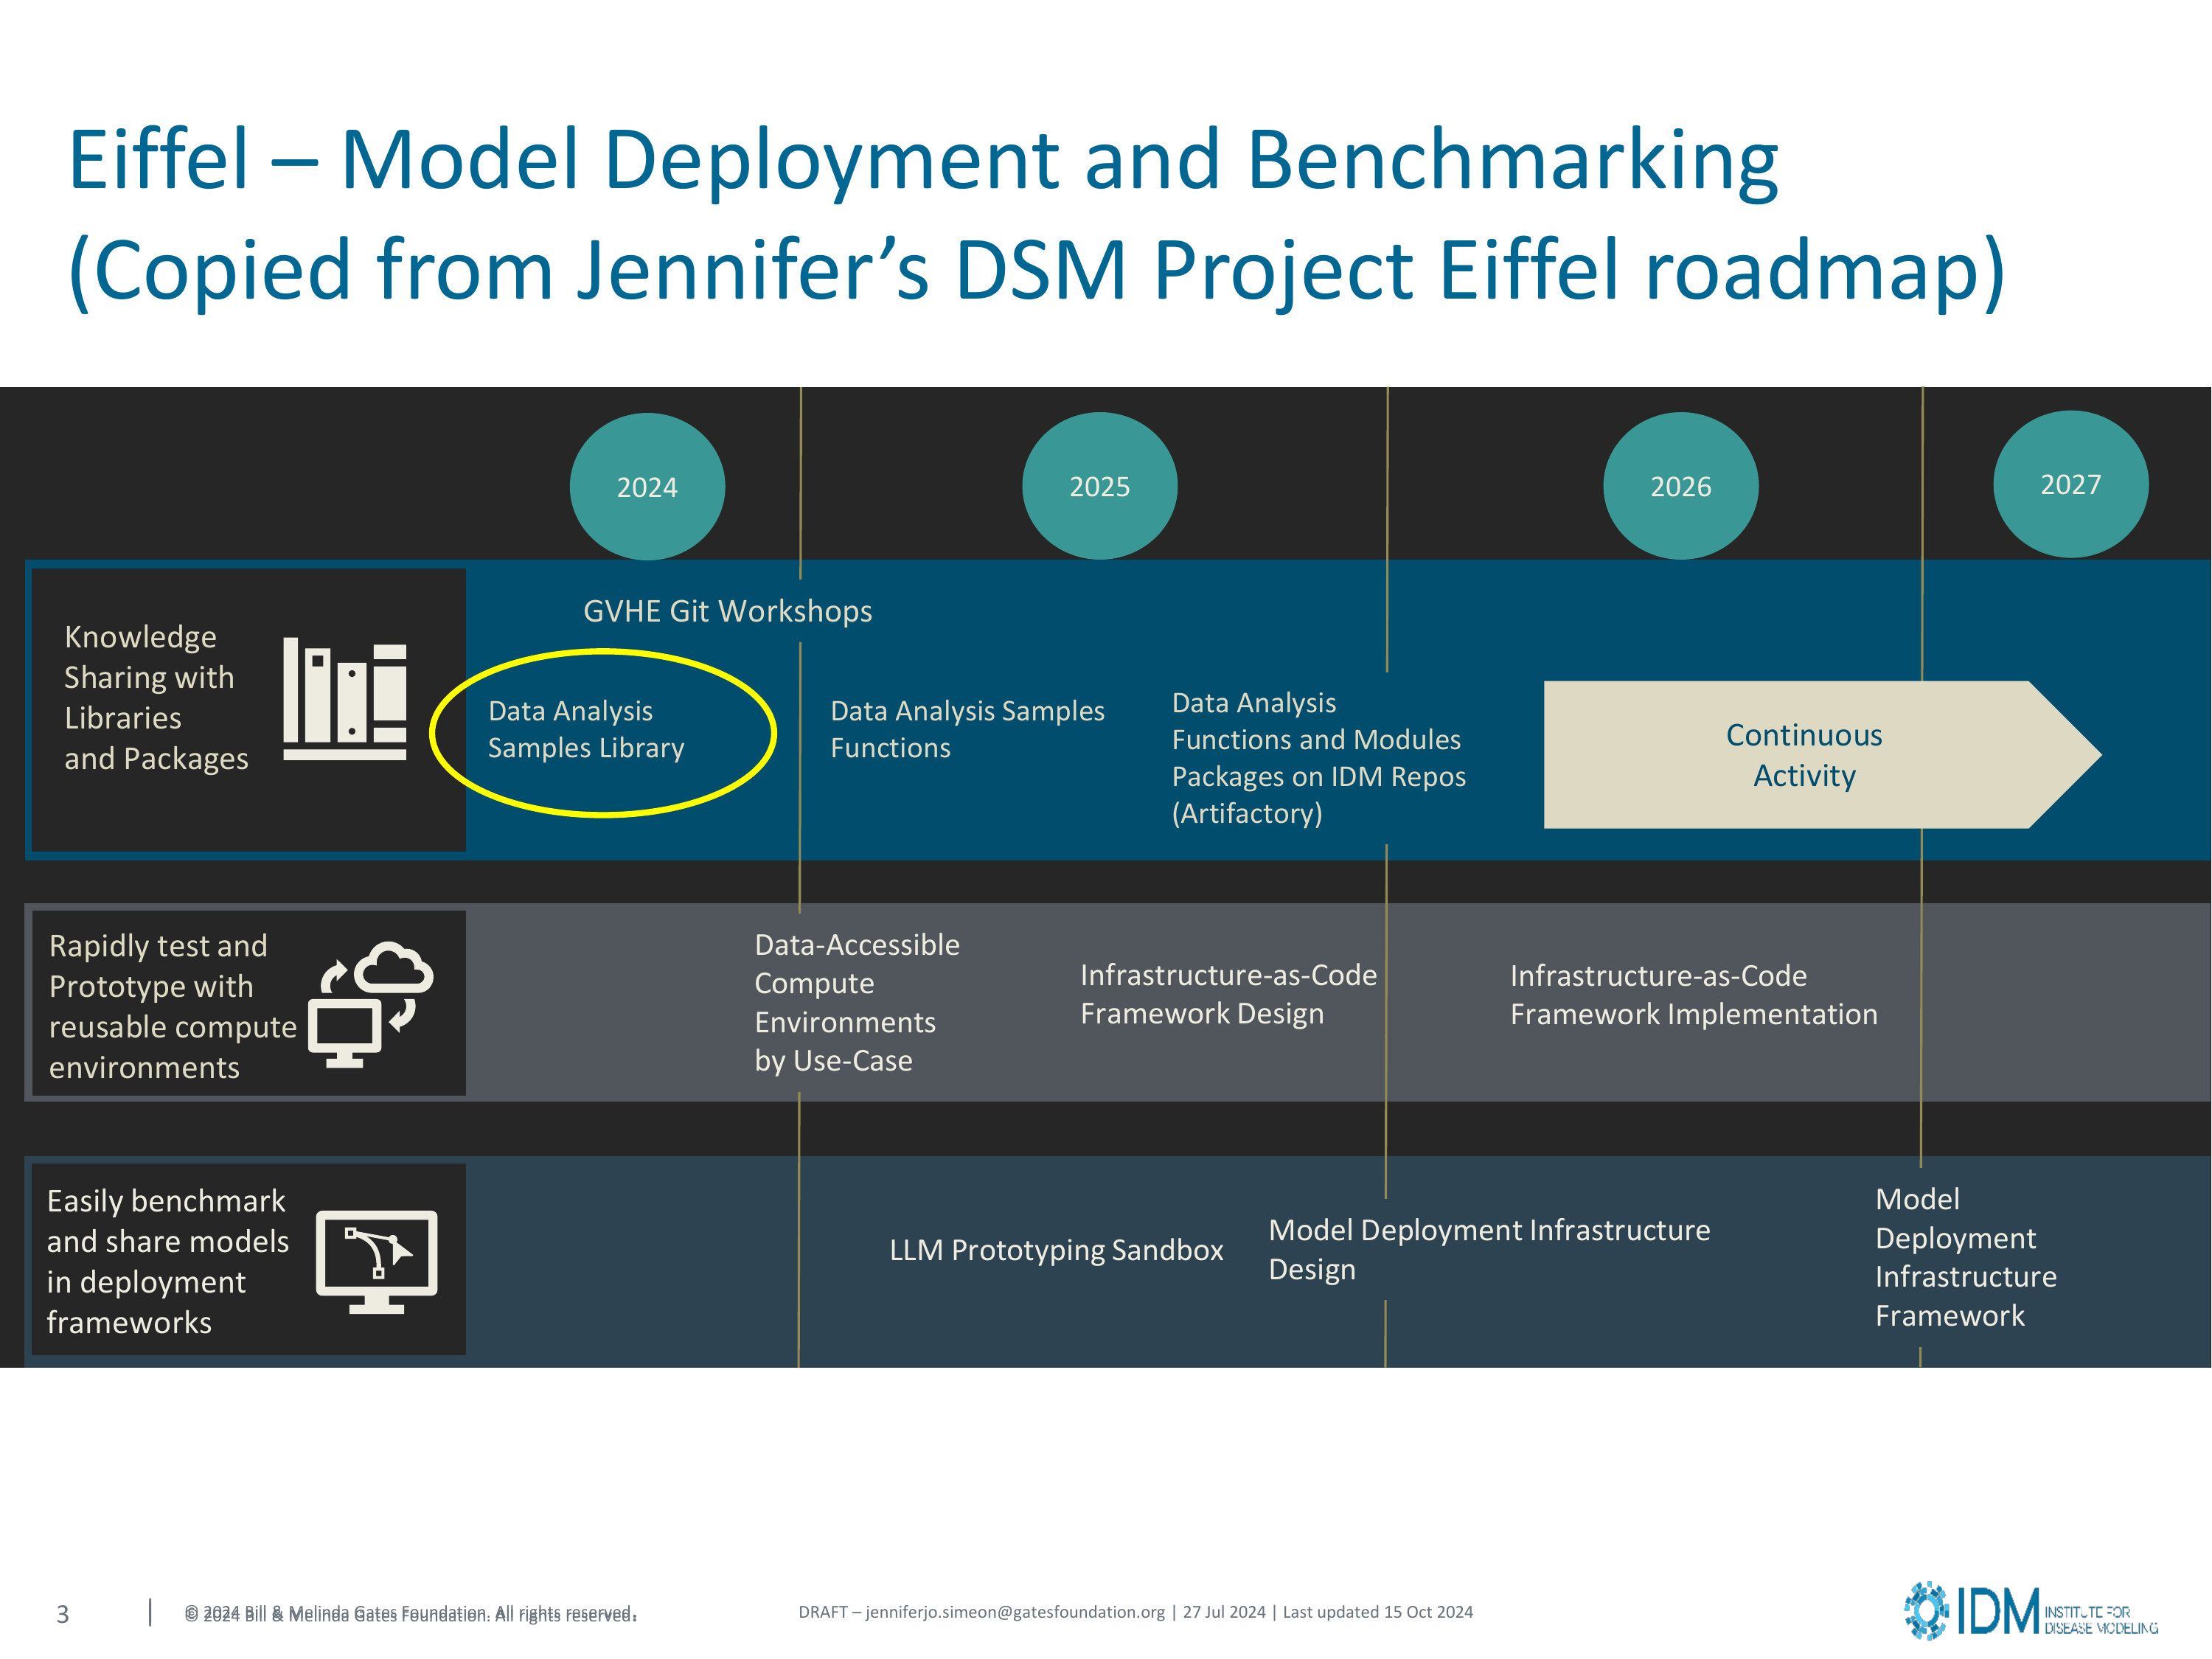 Eiffel – Model Deployment and Benchmarking
(Copied from Jennifer’s DSM Project Eiffel roadmap)
2024
2025
2026
2027
Knowledge
Sharing with
Libraries
and Packages
GVHE Git Workshops
Data Analysis
Samples Library
Data Analysis Samples
Functions
Data Analysis
Functions and Modules
Packages on IDM Repos
(Artifactory)
Continuous
Activity
Rapidly test and
Prototype with
reusable compute
environments
Data-Accessible
Compute
Environments
by Use-Case
Infrastructure-as-Code
Framework Design
Infrastructure-as-Code
Framework Implementation
Easily benchmark
and share models
in deployment
frameworks
LLM Prototyping Sandbox
Model Deployment Infrastructure
Design
Model
Deployment
Infrastructure
Framework
3
© 2024 Bill & Melinda Gates Foundation. All rights reserved.
DRAFT – jenniferjo.simeon@gatesfoundation.org | 27 Jul 2024 | Last updated 15 Oct 2024
IDM
INSTITUTE FOR
DISEASE MODELING